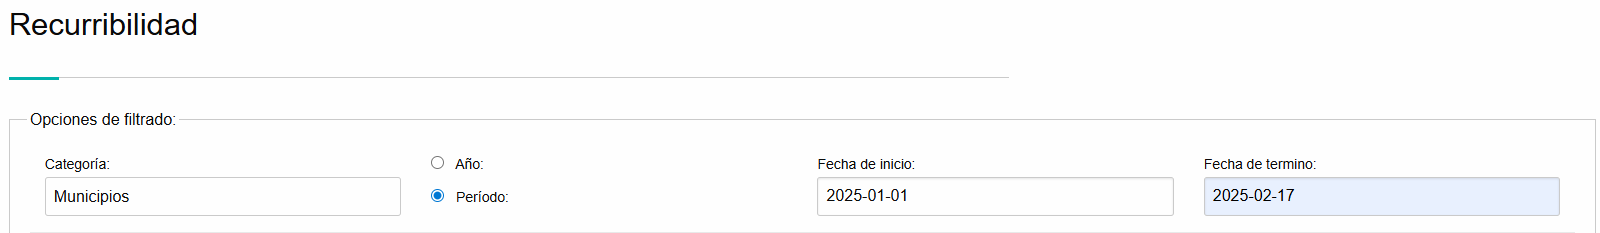 Recurribilidad
Opciones de filtrado:
Categoría:
Municipios
Año:
Período:
Fecha de inicio:
2025-01-01
Fecha de termino:
2025-02-17